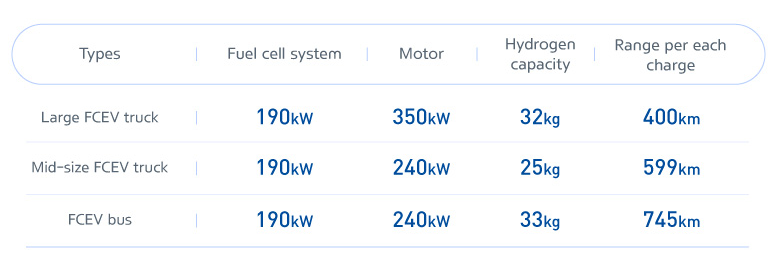 Types Fuel cell system Motor Hydrogen capacity Range per each charge
Large FCEV truck 190kW 350kW 32kg 400km
Mid-size FCEV truck 190kW 240kW 25kg 599km
FCEV bus 190kW 240kW 33kg 745km